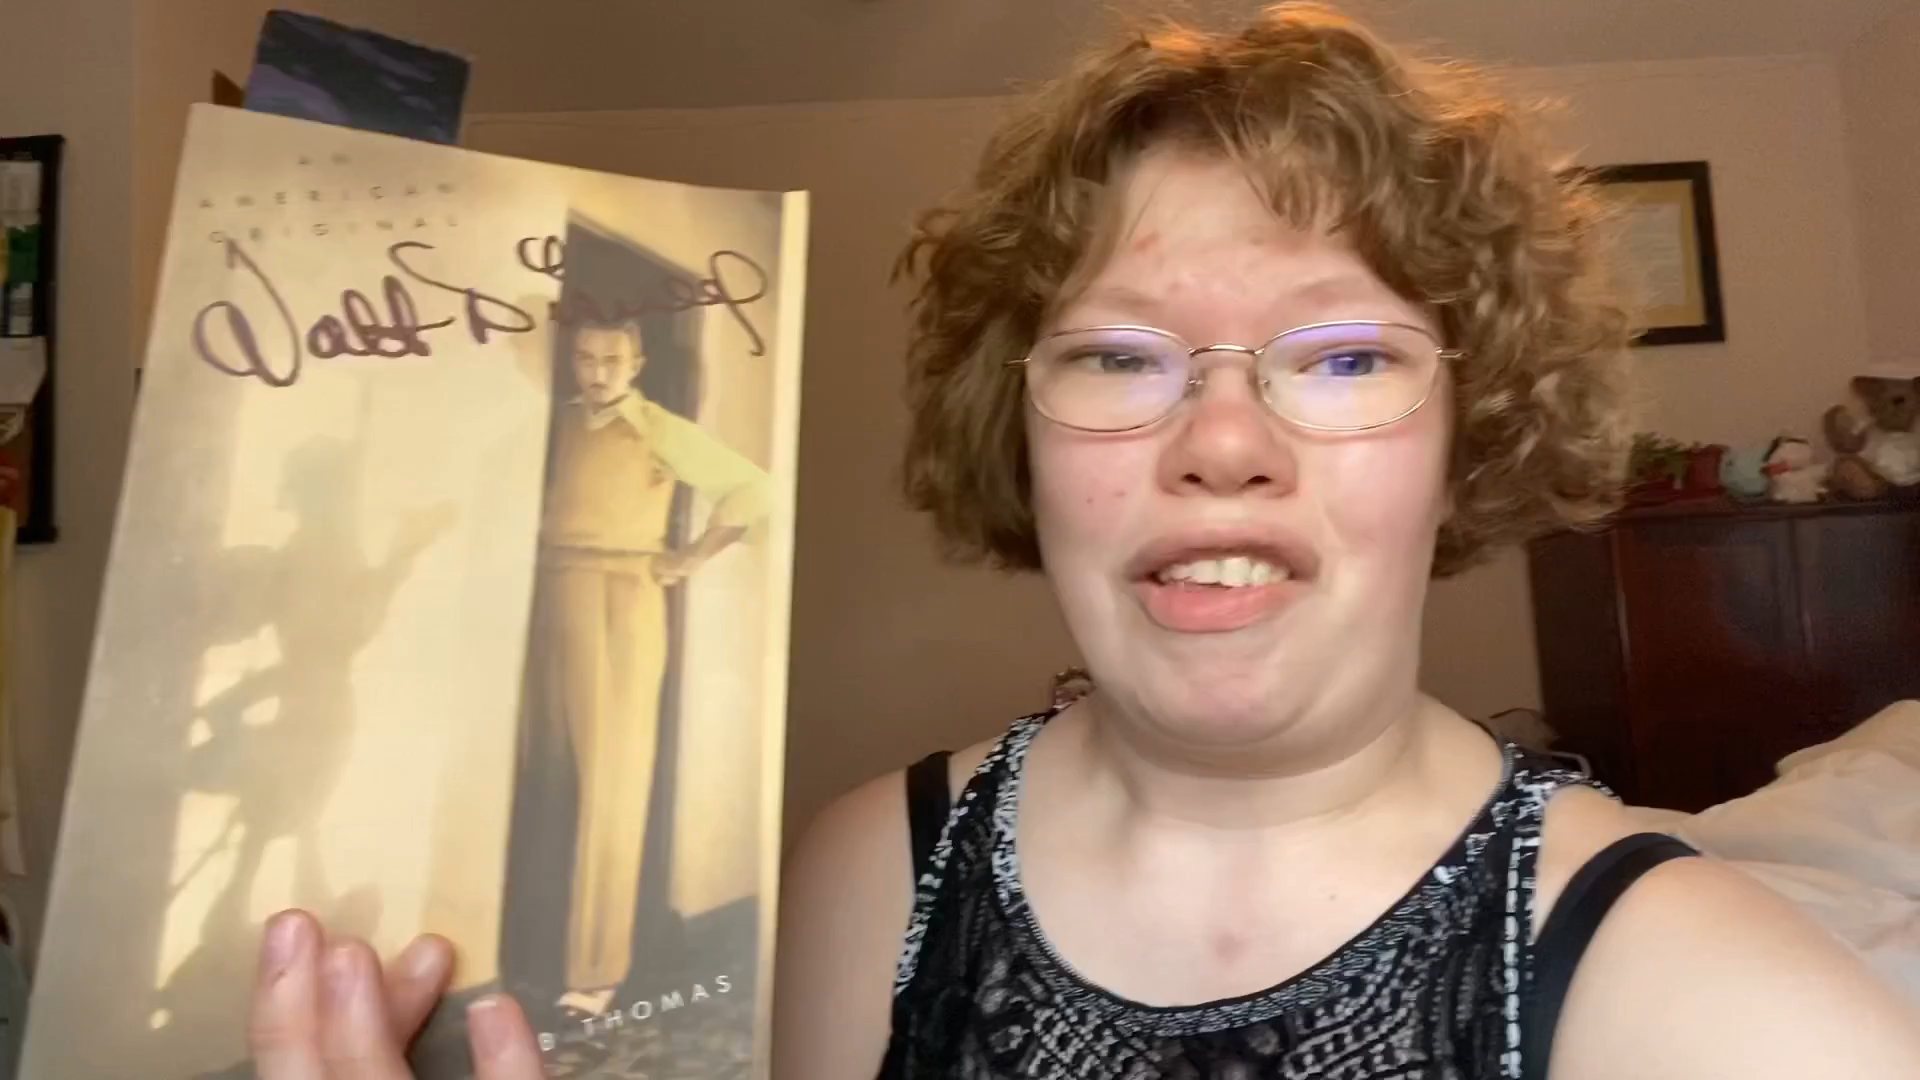 AN
AMERICAN
ORIGINAL
Walt Disney
B THOMAS